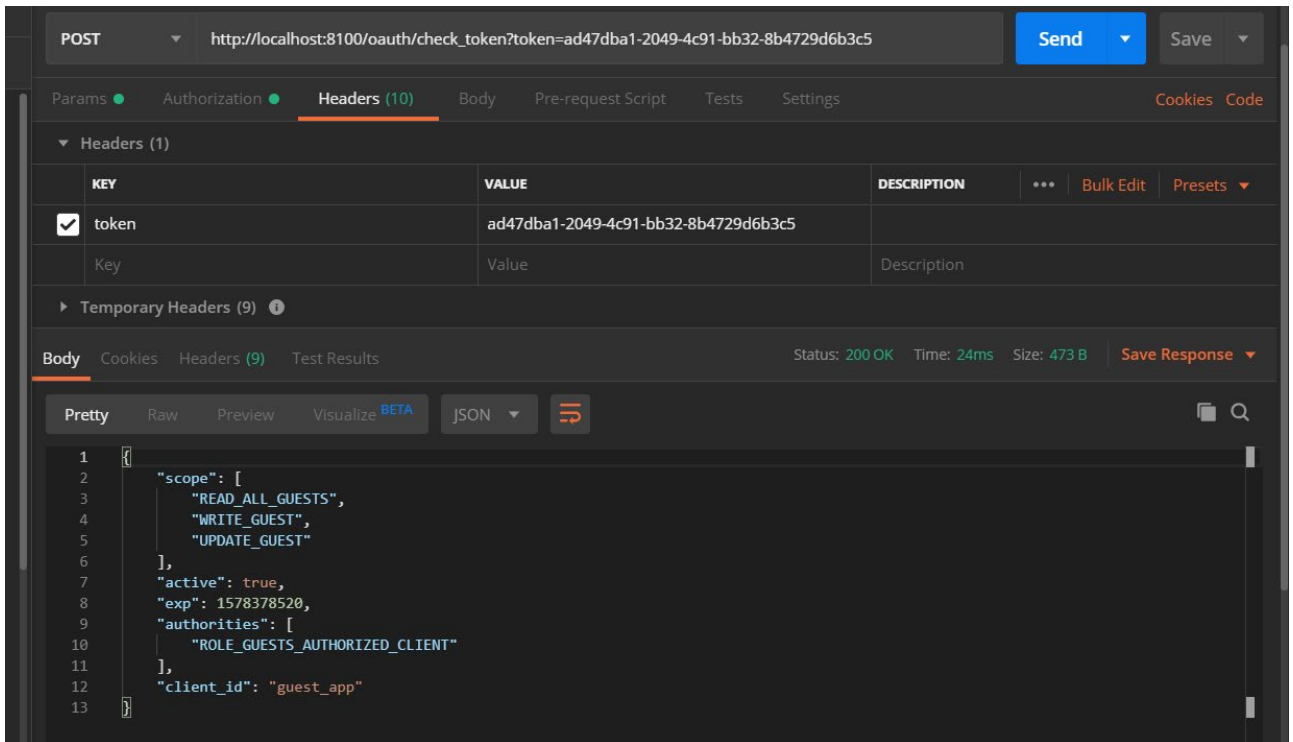 POST http://localhost:8100/oauth/check_token?token=ad47dba1-2049-4c91-bb32-8b4729d6b3c5 Send Save
Params Authorization Headers (10) Body Pre-request Script Tests Settings Cookies Code
Headers (1)
KEY VALUE DESCRIPTION ••• Bulk Edit Presets
token ad47dba1-2049-4c91-bb32-8b4729d6b3c5
Key Value Description
Temporary Headers (9)
Body Cookies Headers (9) Test Results Status: 200 OK Time: 24ms Size: 473 B Save Response
Pretty Raw Preview Visualize BETA JSON
1 {
2 "scope": [
3 "READ_ALL_GUESTS",
4 "WRITE_GUEST",
5 "UPDATE_GUEST"
6 ],
7 "active": true,
8 "exp": 1578378520,
9 "authorities": [
10 "ROLE_GUESTS_AUTHORIZED_CLIENT"
11 ],
12 "client_id": "guest_app"
13 }